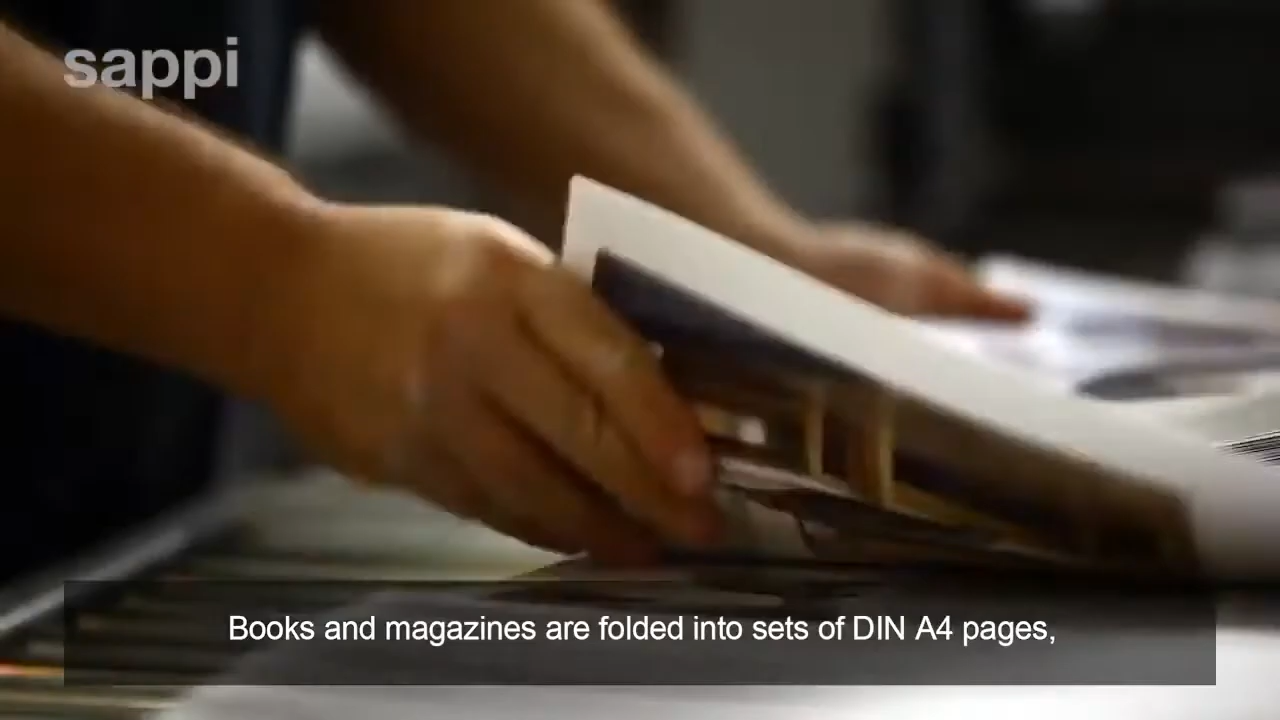 sappi
Books and magazines are folded into sets of DIN A4 pages,